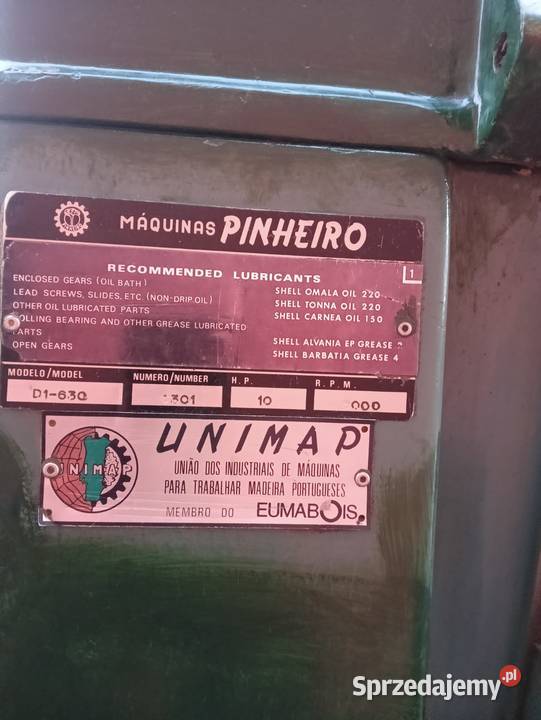 MÁQUINAS PINHEIRO
RECOMMENDED LUBRICANTS
1
ENCLOSED GEARS (OIL BATH) SHELL OMALA OIL 220
LEAD SCREWS, SLIDES, ETC. (NON-DRIP OIL) SHELL TONNA OIL 220
OTHER OIL LUBRICATED PARTS SHELL CARNEA OIL 150
ROLLING BEARING AND OTHER GREASE LUBRICATED
PARTS SHELL ALVANIA EP GREASE
OPEN GEARS SHELL BARBATIA GREASE 4
MODELO/MODEL NUMERO/NUMBER H.P. R.P.M.
D1-630 1301 10 000
UNIMAP
UNIMAP
UNIÃO DOS INDUSTRIAIS DE MÁQUINAS
PARA TRABALHAR MADEIRA PORTUGUESES
MEMBRO DO EUMABOIS
Sprzedajemy.pl